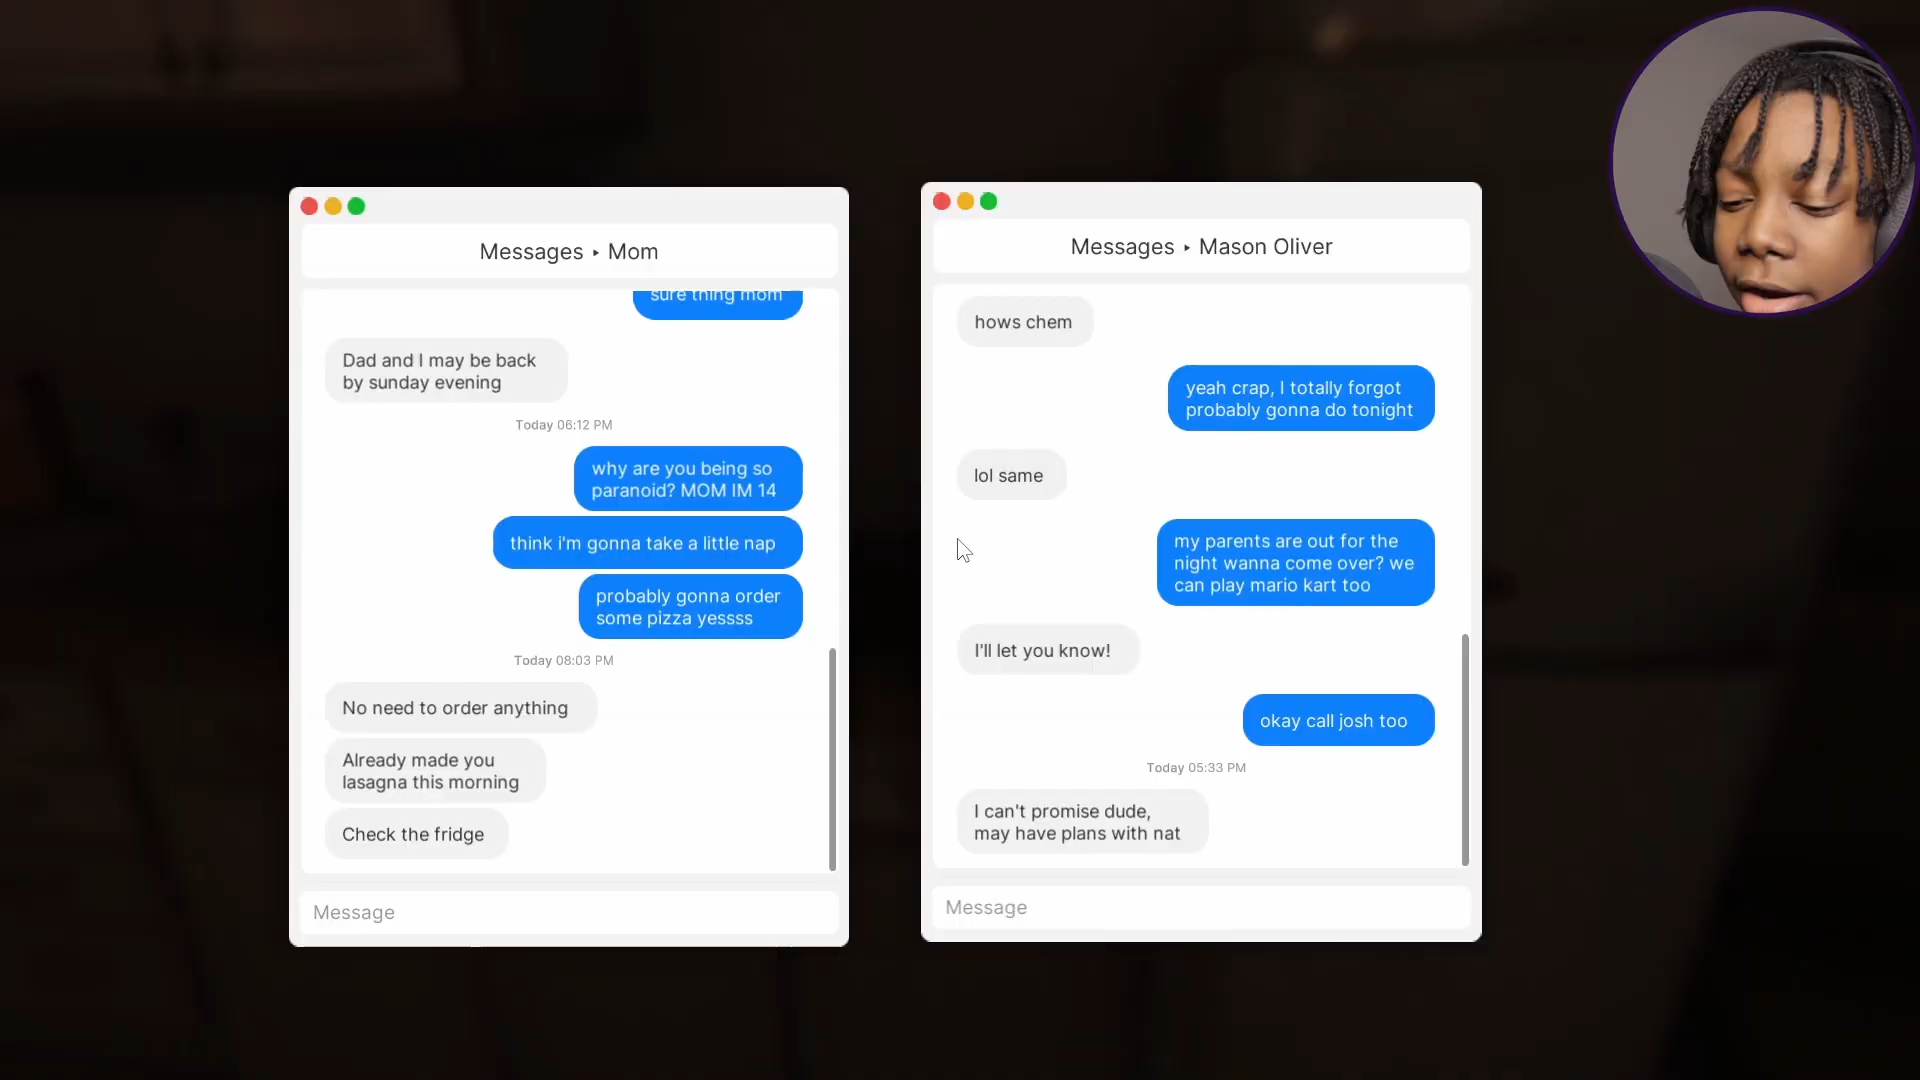 Messages ‣ Mom
sure thing mom
Dad and I may be back
by sunday evening
Today 06:12 PM
why are you being so
paranoid? MOM IM 14
think i'm gonna take a little nap
probably gonna order
some pizza yessss
Today 08:03 PM
No need to order anything
Already made you
lasagna this morning
Check the fridge
Message
Messages ‣ Mason Oliver
hows chem
yeah crap, I totally forgot
probably gonna do tonight
lol same
my parents are out for the
night wanna come over? we
can play mario kart too
I'll let you know!
okay call josh too
Today 05:33 PM
I can't promise dude,
may have plans with nat
Message